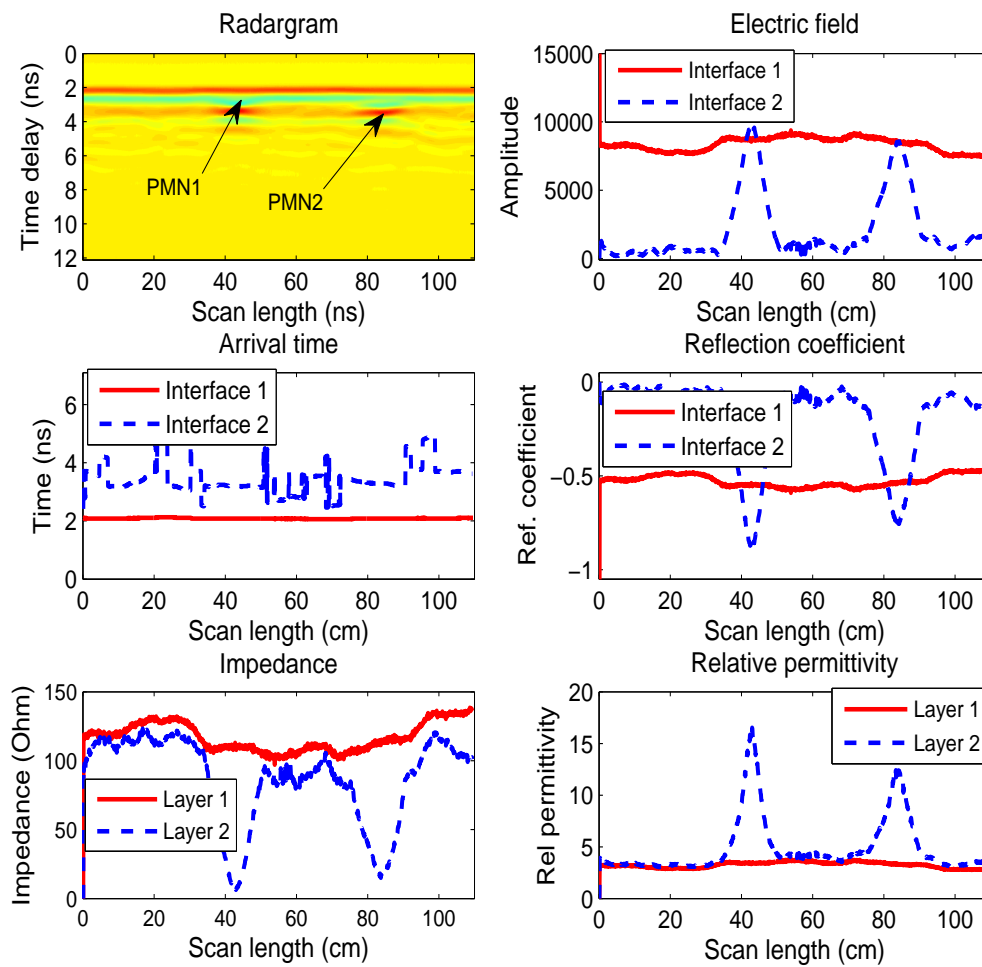 Radargram
0
2
4
6
8
10
12
Time delay (ns)
PMN1
PMN2
0 20 40 60 80 100
Scan length (ns)
Electric field
15000
10000
5000
0
Amplitude
Interface 1
Interface 2
0 20 40 60 80 100
Scan length (cm)
Arrival time
6
4
2
0
Time (ns)
Interface 1
Interface 2
0 20 40 60 80 100
Scan length (cm)
Reflection coefficient
0
−0.5
−1
Ref. coefficient
Interface 1
Interface 2
0 20 40 60 80 100
Scan length (cm)
Impedance
150
100
50
0
Impedance (Ohm)
Layer 1
Layer 2
0 20 40 60 80 100
Scan length (cm)
Relative permittivity
20
15
10
5
0
Rel permittivity
Layer 1
Layer 2
0 20 40 60 80 100
Scan length (cm)